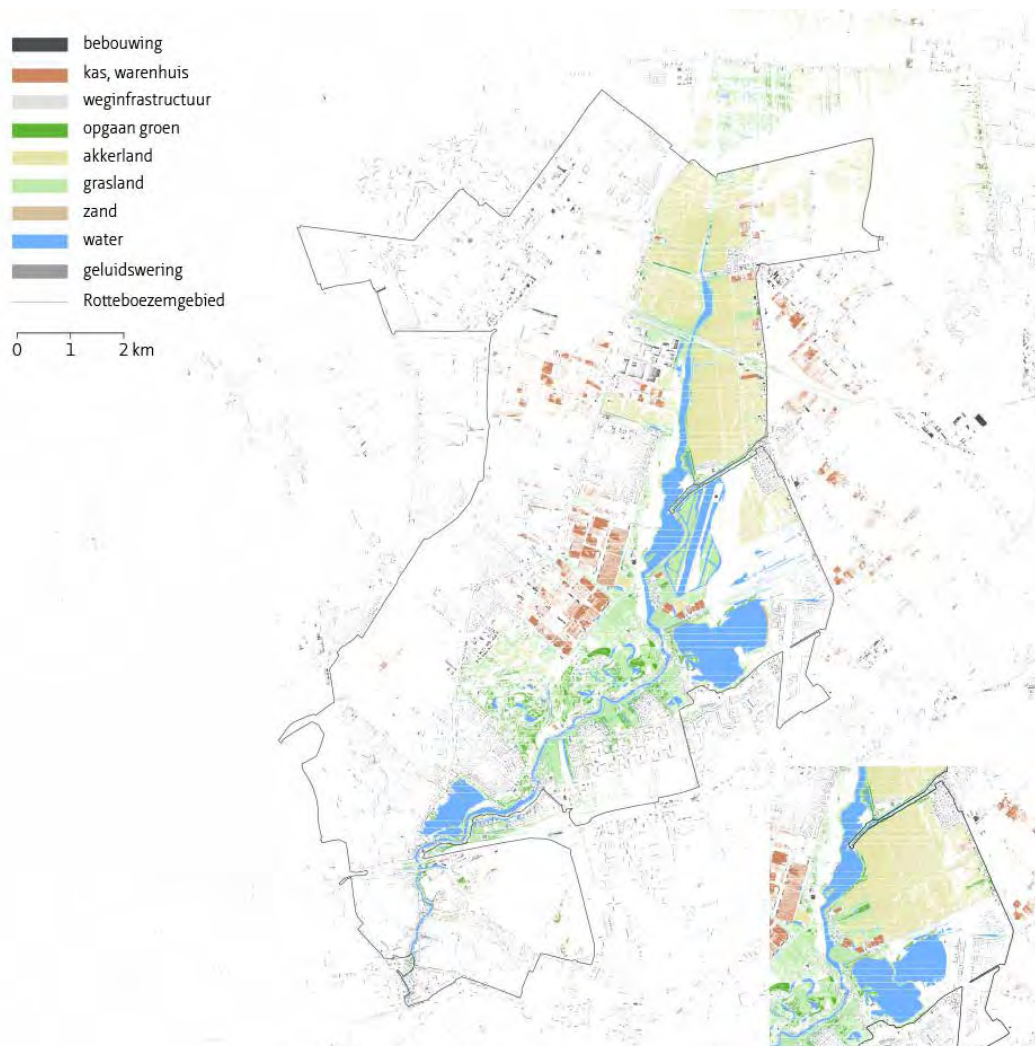 bebouwing
kas, warenhuis
weginfrastructuur
opgaan groen
akkerland
grasland
zand
water
geluidswering
Rotteboezemgebied
0 1 2 km